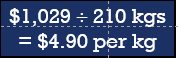 $1,029 ÷ 210 kgs
= $4.90 per kg